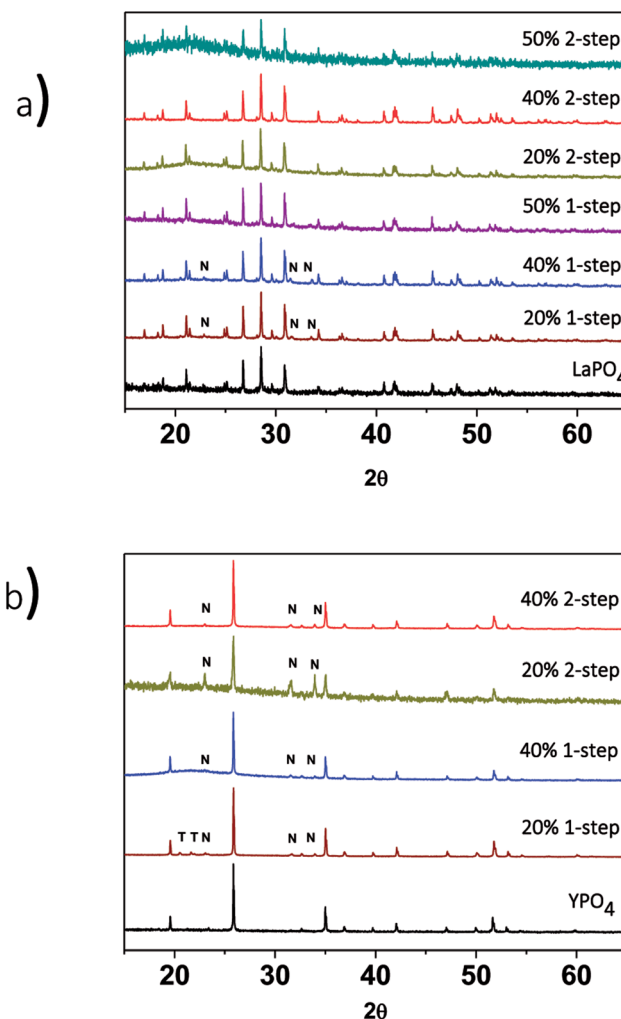 a)
50% 2-step
40% 2-step
20% 2-step
50% 1-step
N N N
40% 1-step
N N N
20% 1-step
LaPO4
20 30 40 50 60
2θ
b)
N N N
40% 2-step
N N N
20% 2-step
N N N
40% 1-step
T T N N N
20% 1-step
YPO4
20 30 40 50 60
2θ